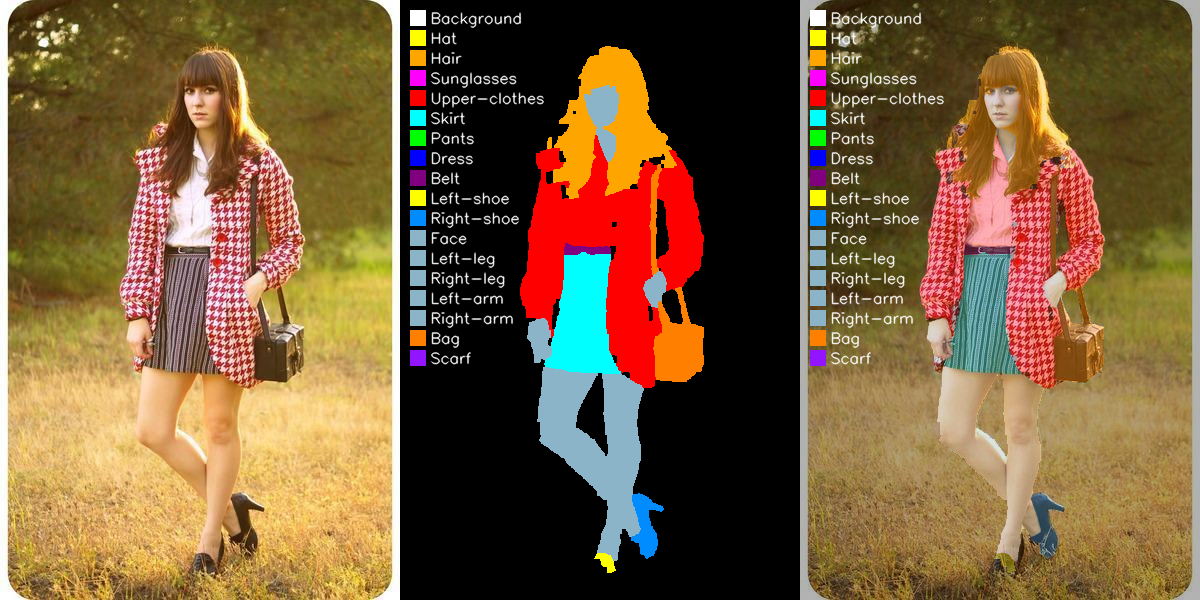 Background
Hat
Hair
Sunglasses
Upper-clothes
Skirt
Pants
Dress
Belt
Left-shoe
Right-shoe
Face
Left-leg
Right-leg
Left-arm
Right-arm
Bag
Scarf
Background
Hat
Hair
Sunglasses
Upper-clothes
Skirt
Pants
Dress
Belt
Left-shoe
Right-shoe
Face
Left-leg
Right-leg
Left-arm
Right-arm
Bag
Scarf